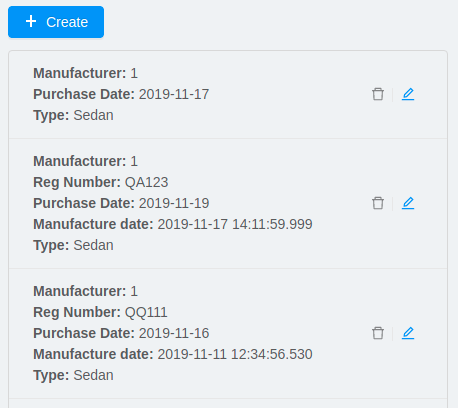 + Create
Manufacturer: 1
Purchase Date: 2019-11-17
Type: Sedan
Manufacturer: 1
Reg Number: QA123
Purchase Date: 2019-11-19
Manufacture date: 2019-11-17 14:11:59.999
Type: Sedan
Manufacturer: 1
Reg Number: QQ111
Purchase Date: 2019-11-16
Manufacture date: 2019-11-11 12:34:56.530
Type: Sedan